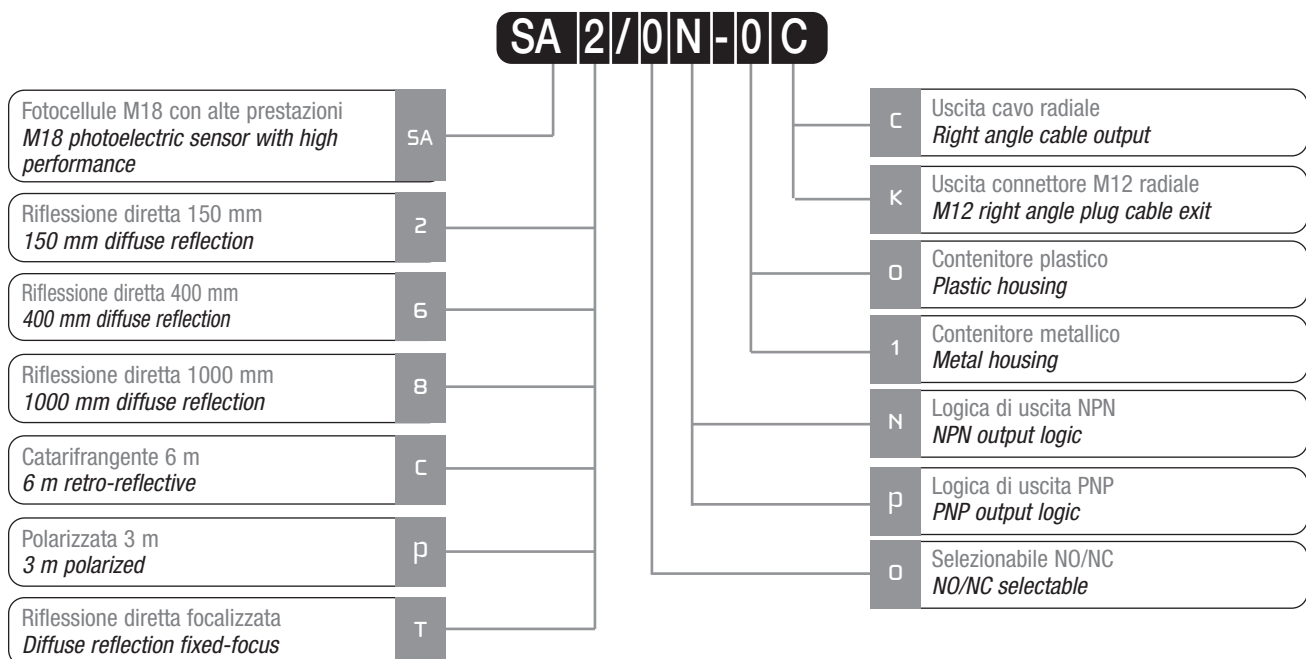 SA 2 / 0 N - 0 C
Fotocellule M18 con alte prestazioni
M18 photoelectric sensor with high
performance
SA
Riflessione diretta 150 mm
150 mm diffuse reflection
2
Riflessione diretta 400 mm
400 mm diffuse reflection
6
Riflessione diretta 1000 mm
1000 mm diffuse reflection
8
Catarifrangente 6 m
6 m retro-reflective
C
Polarizzata 3 m
3 m polarized
P
Riflessione diretta focalizzata
Diffuse reflection fixed-focus
T
C
Uscita cavo radiale
Right angle cable output
K
Uscita connettore M12 radiale
M12 right angle plug cable exit
0
Contenitore plastico
Plastic housing
1
Contenitore metallico
Metal housing
N
Logica di uscita NPN
NPN output logic
P
Logica di uscita PNP
PNP output logic
0
Selezionabile NO/NC
NO/NC selectable